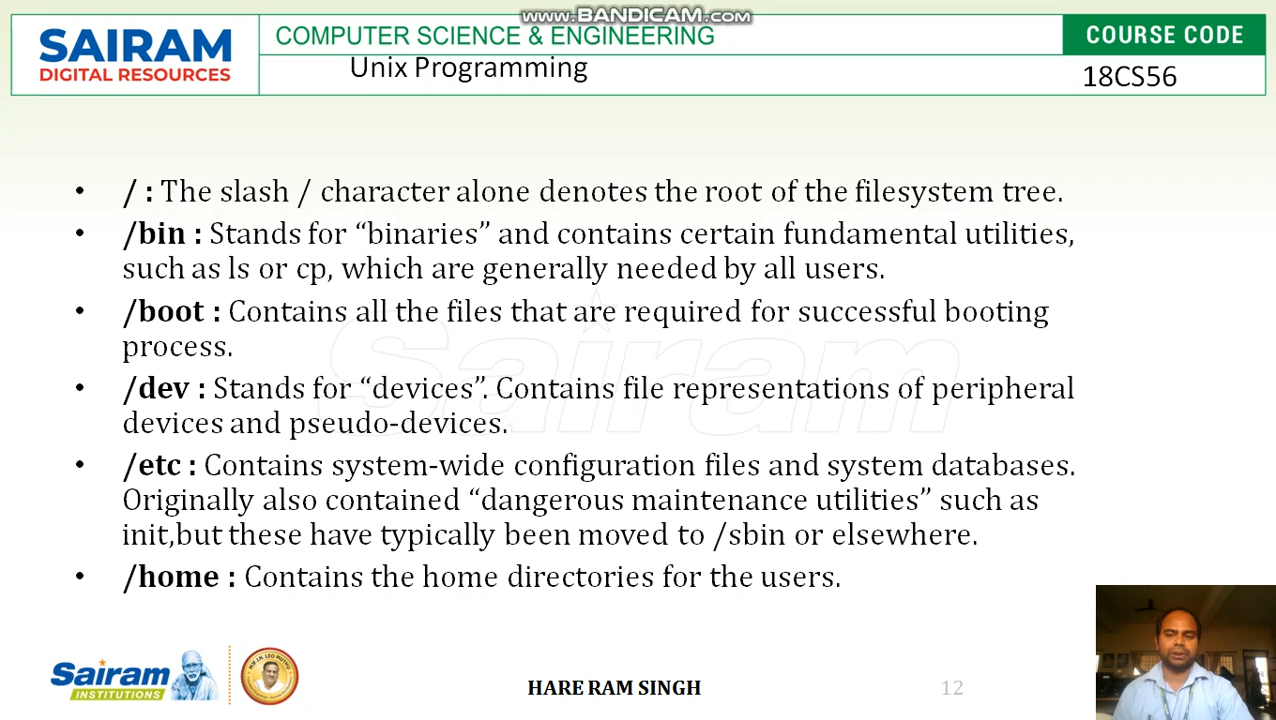 www.BANDICAM.com
SAIRAM
DIGITAL RESOURCES
COMPUTER SCIENCE & ENGINEERING
Unix Programming
COURSE CODE
18CS56
• / : The slash / character alone denotes the root of the filesystem tree.
• /bin : Stands for “binaries” and contains certain fundamental utilities,
such as ls or cp, which are generally needed by all users.
• /boot : Contains all the files that are required for successful booting
process.
• /dev : Stands for “devices”. Contains file representations of peripheral
devices and pseudo-devices.
• /etc : Contains system-wide configuration files and system databases.
Originally also contained “dangerous maintenance utilities” such as
init,but these have typically been moved to /sbin or elsewhere.
• /home : Contains the home directories for the users.
Sairam
Sairam
INSTITUTIONS
HARE RAM SINGH
12